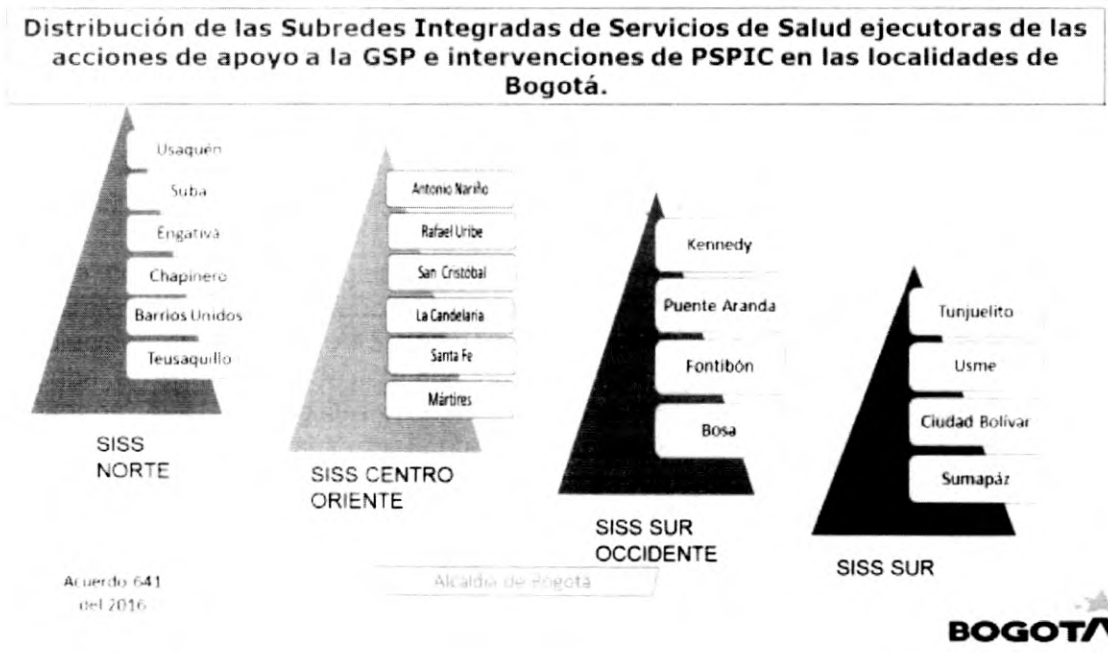 Distribución de las Subredes Integradas de Servicios de Salud ejecutoras de las
acciones de apoyo a la GSP e intervenciones de PSPIC en las localidades de
Bogotá.
Usaquén
Suba
Engativá
Chapinero
Barrios Unidos
Teusaquillo
SISS
NORTE
Antonio Nariño
Rafael Uribe
San Cristobal
La Candelaria
Santa Fe
Mártires
SISS CENTRO
ORIENTE
Kennedy
Puente Aranda
Fontibón
Bosa
SISS SUR
OCCIDENTE
Tunjuelito
Usme
Ciudad Bolívar
Sumapáz
SISS SUR
Acuerdo 641
del 2016
Alcaldía de Bogotá
BOGOTA